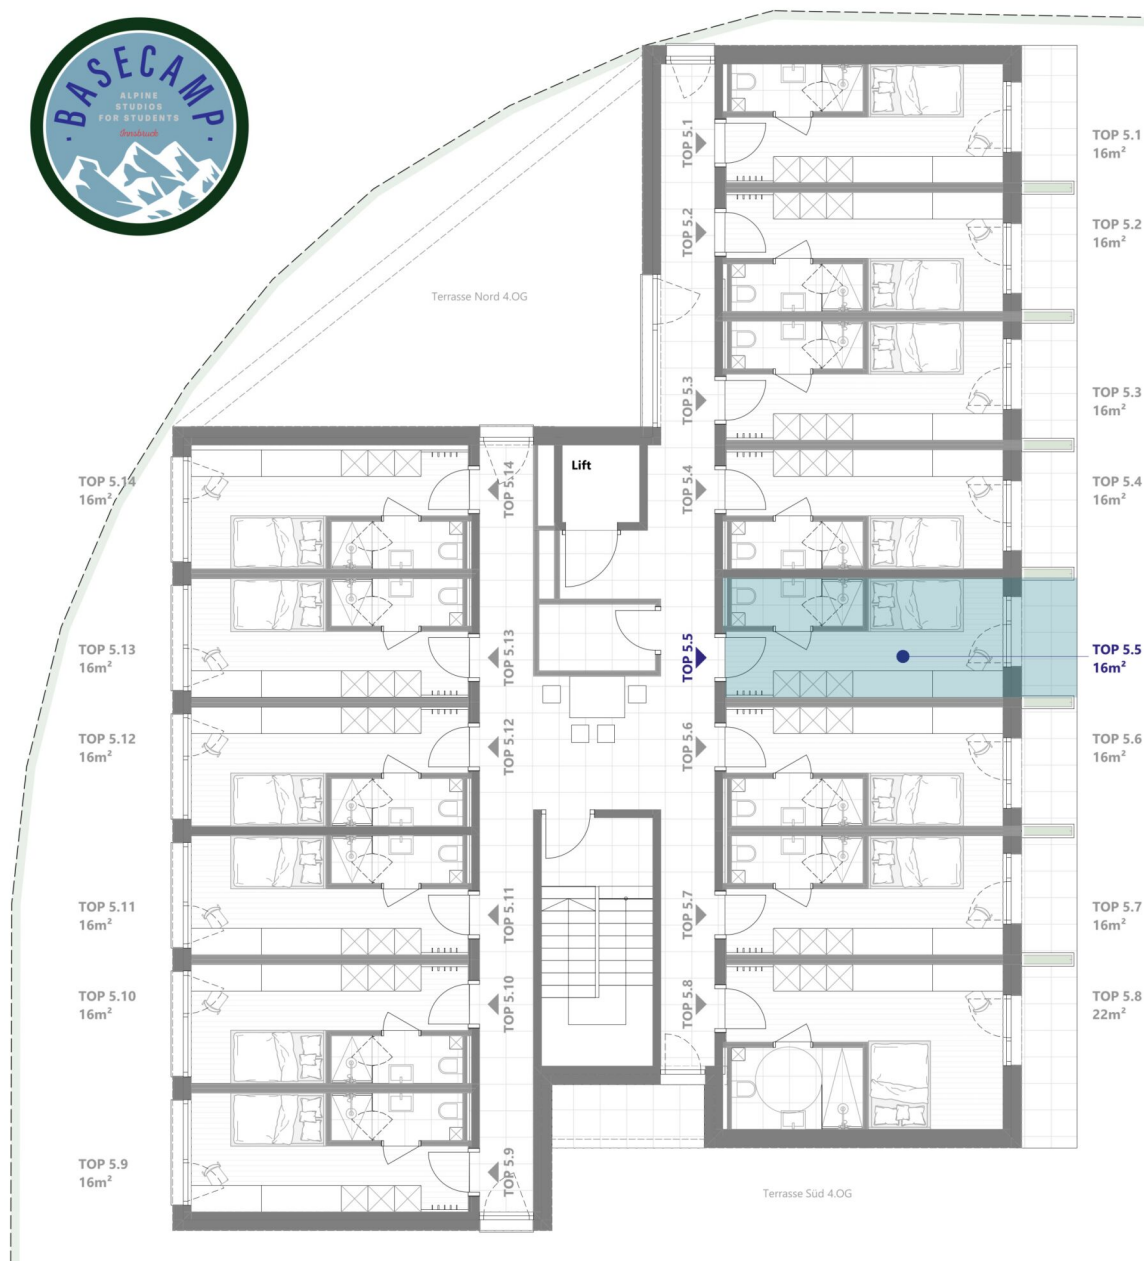 BASECAMP
ALPINE
STUDIOS
FOR STUDENTS
Innsbruck
TOP 5.1
TOP 5.1
16m²
TOP 5.2
TOP 5.2
16m²
Terrasse Nord 4.OG
TOP 5.3
TOP 5.3
16m²
TOP 5.14
16m²
TOP 5.14
Lift
TOP 5.4
TOP 5.4
16m²
TOP 5.13
16m²
TOP 5.13
TOP 5.5
TOP 5.5
16m²
TOP 5.12
16m²
TOP 5.12
TOP 5.6
TOP 5.6
16m²
TOP 5.11
16m²
TOP 5.11
TOP 5.7
TOP 5.7
16m²
TOP 5.10
16m²
TOP 5.10
TOP 5.8
TOP 5.8
22m²
TOP 5.9
16m²
TOP 5.9
Terrasse Süd 4.OG